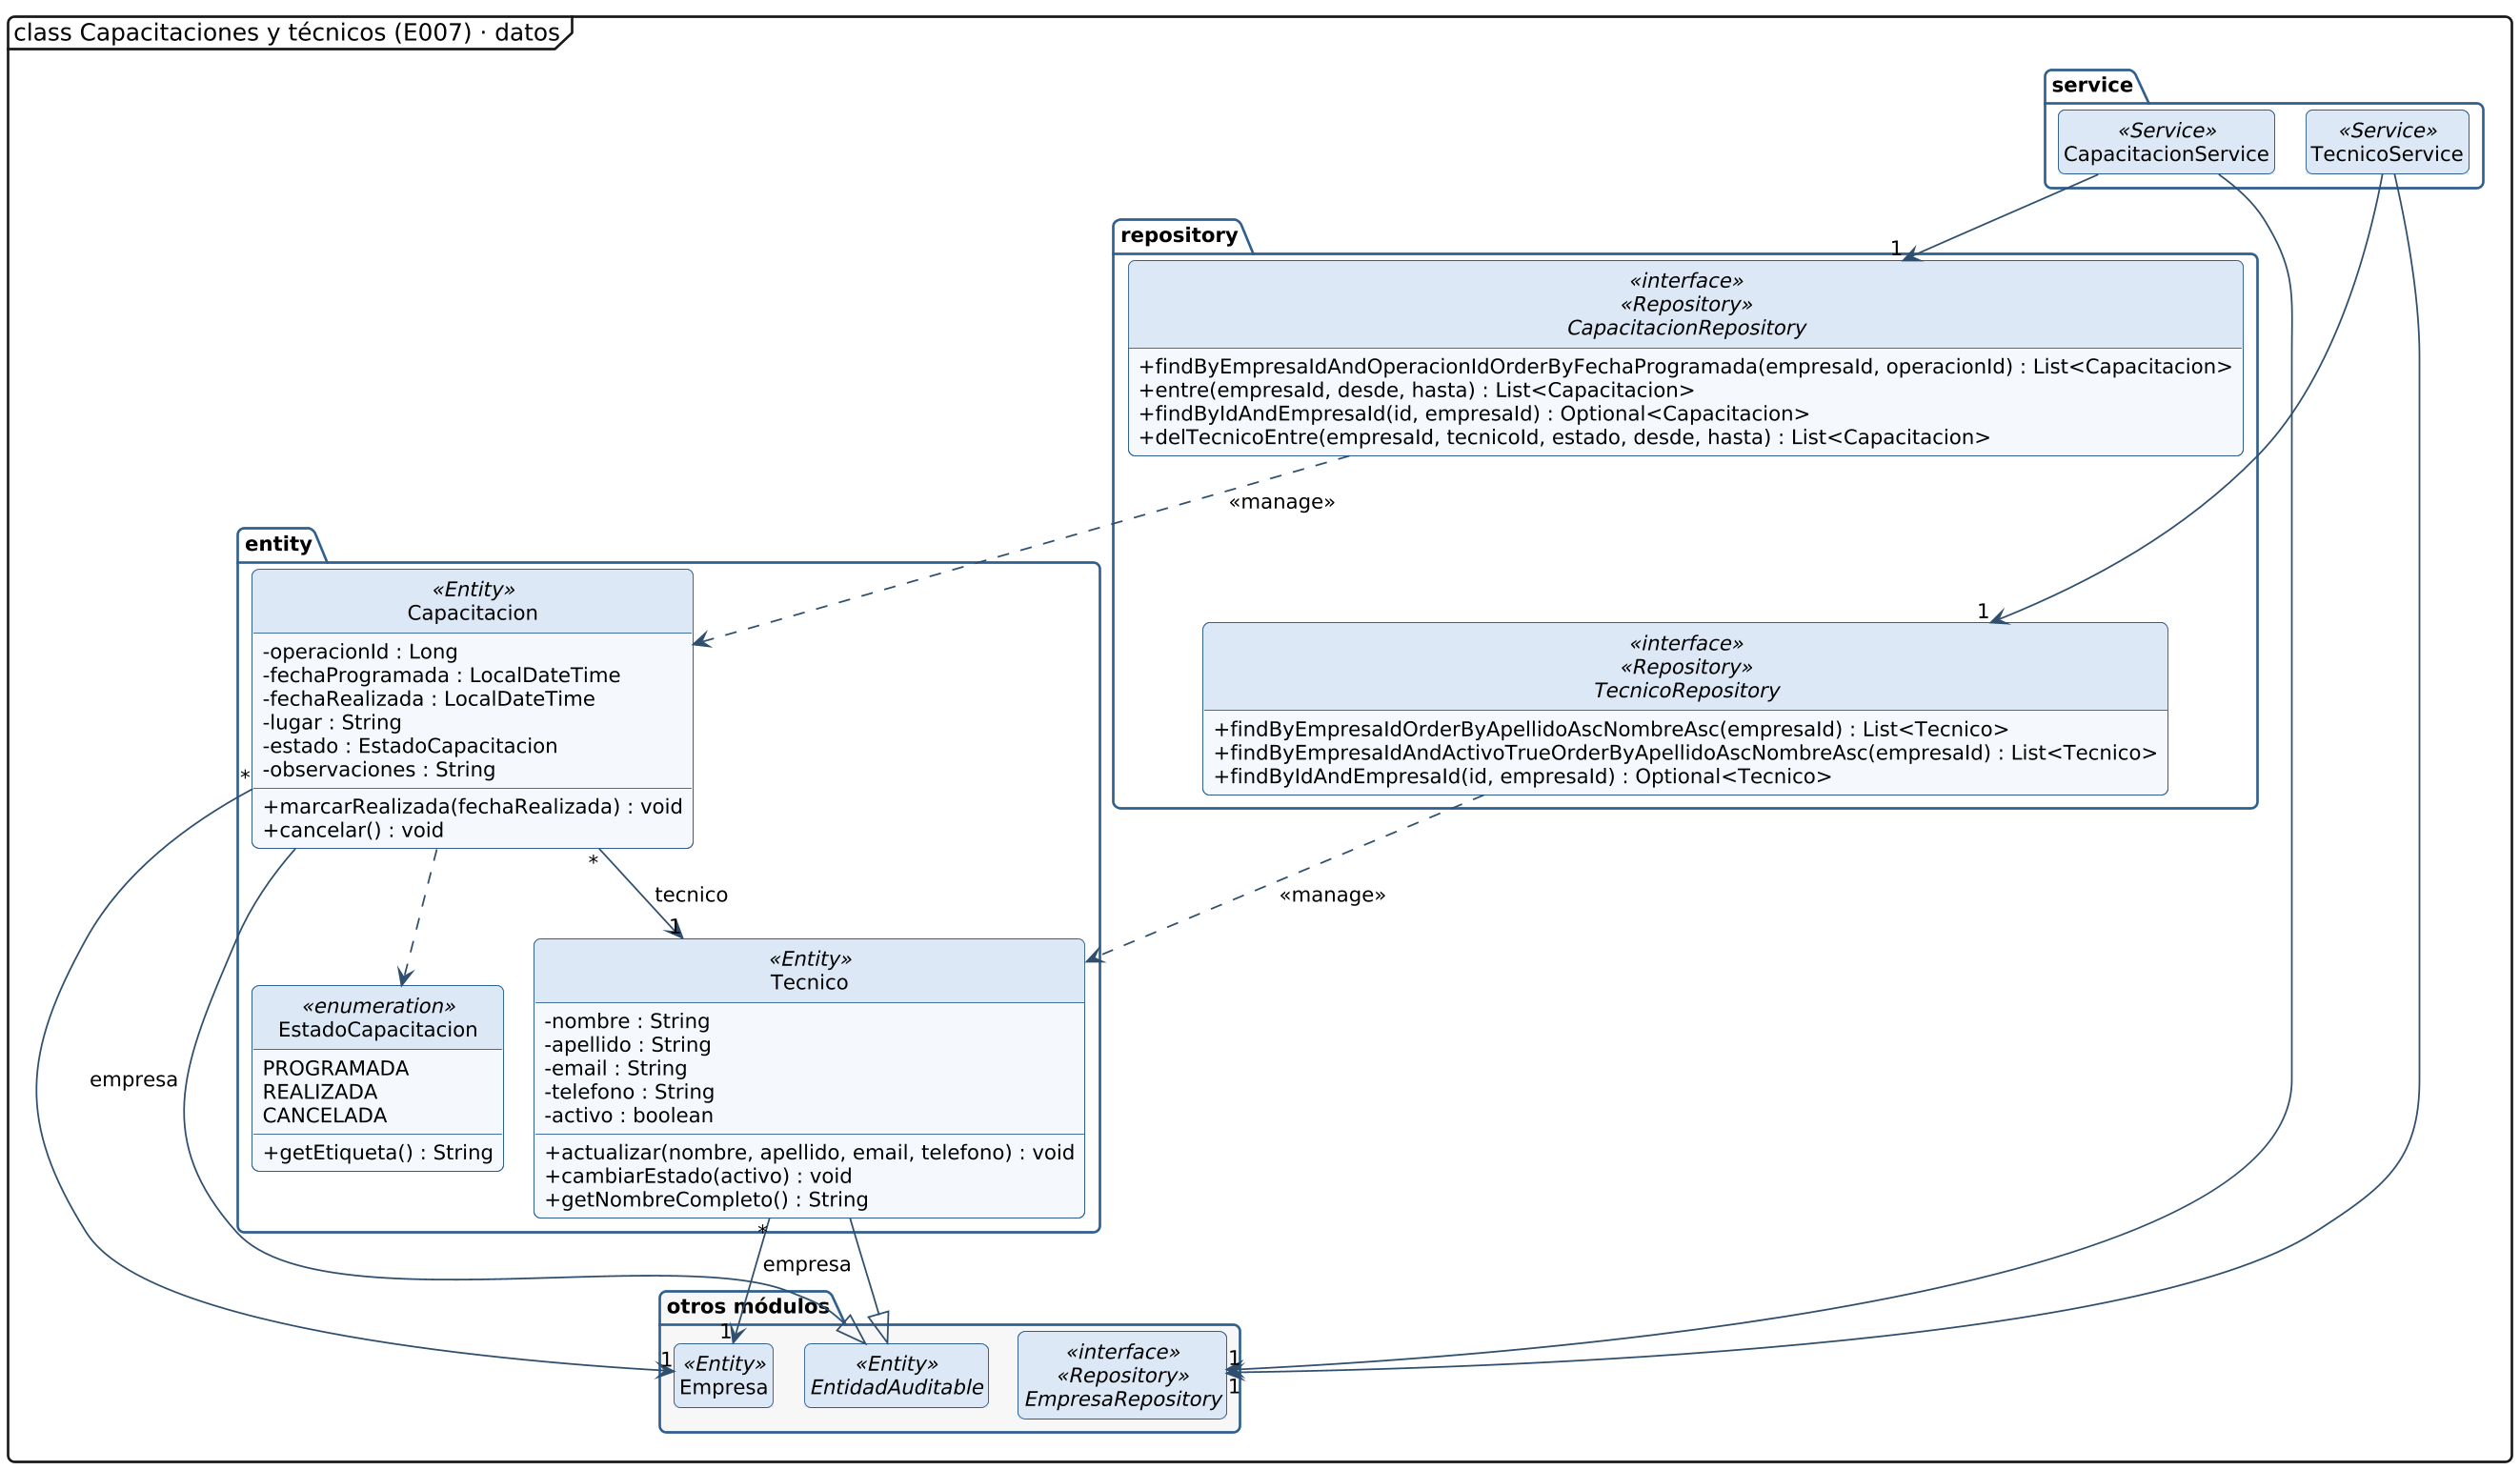 class Capacitaciones y técnicos (E007) · datos
service
«Service»
CapacitacionService
«Service»
TecnicoService
repository
1
«interface»
«Repository»
CapacitacionRepository
+findByEmpresaIdAndOperacionIdOrderByFechaProgramada(empresaId, operacionId) : List<Capacitacion>
+entre(empresaId, desde, hasta) : List<Capacitacion>
+findByIdAndEmpresaId(id, empresaId) : Optional<Capacitacion>
+delTecnicoEntre(empresaId, tecnicoId, estado, desde, hasta) : List<Capacitacion>
«manage»
1
«interface»
«Repository»
TecnicoRepository
+findByEmpresaIdOrderByApellidoAscNombreAsc(empresaId) : List<Tecnico>
+findByEmpresaIdAndActivoTrueOrderByApellidoAscNombreAsc(empresaId) : List<Tecnico>
+findByIdAndEmpresaId(id, empresaId) : Optional<Tecnico>
«manage»
entity
«Entity»
Capacitacion
-operacionId : Long
-fechaProgramada : LocalDateTime
-fechaRealizada : LocalDateTime
-lugar : String
-estado : EstadoCapacitacion
-observaciones : String
+marcarRealizada(fechaRealizada) : void
+cancelar() : void
*
*
tecnico
1
«enumeration»
EstadoCapacitacion
PROGRAMADA
REALIZADA
CANCELADA
+getEtiqueta() : String
«Entity»
Tecnico
-nombre : String
-apellido : String
-email : String
-telefono : String
-activo : boolean
+actualizar(nombre, apellido, email, telefono) : void
+cambiarEstado(activo) : void
+getNombreCompleto() : String
empresa
*
empresa
otros módulos
1
1
«Entity»
Empresa
«Entity»
EntidadAuditable
«interface»
«Repository»
EmpresaRepository
1
1